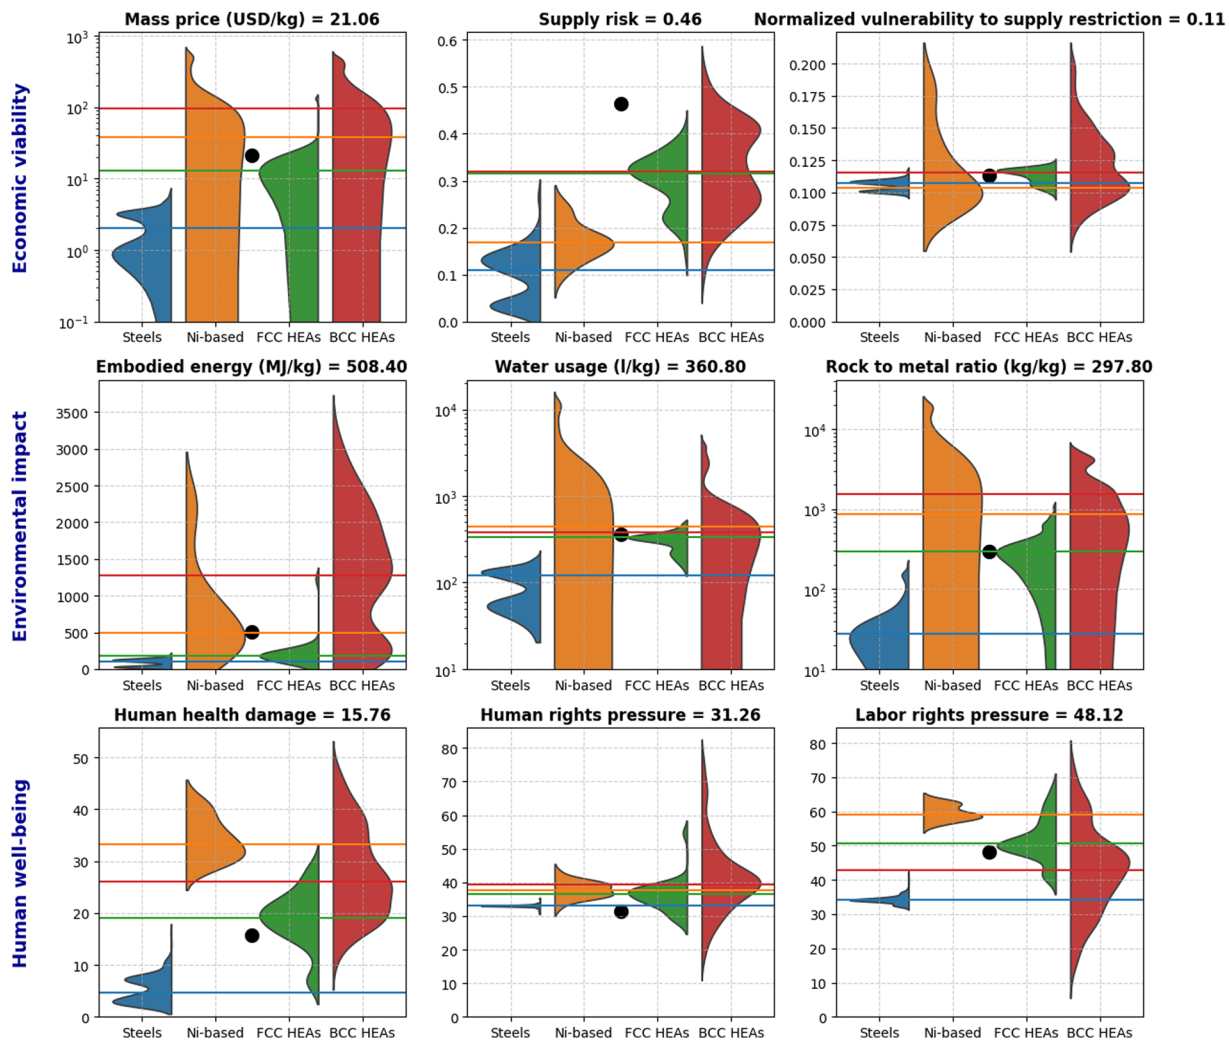 Mass price (USD/kg) = 21.06
Supply risk = 0.46
Normalized vulnerability to supply restriction = 0.11
Economic viability
10³
10²
10¹
10⁰
10⁻¹
Steels Ni-based FCC HEAs BCC HEAs
0.6
0.5
0.4
0.3
0.2
0.1
0.0
Steels Ni-based FCC HEAs BCC HEAs
0.200
0.175
0.150
0.125
0.100
0.075
0.050
0.025
0.000
Steels Ni-based FCC HEAs BCC HEAs
Embodied energy (MJ/kg) = 508.40
Water usage (l/kg) = 360.80
Rock to metal ratio (kg/kg) = 297.80
Environmental impact
3500
3000
2500
2000
1500
1000
500
0
Steels Ni-based FCC HEAs BCC HEAs
10⁴
10³
10²
10¹
Steels Ni-based FCC HEAs BCC HEAs
10⁴
10³
10²
10¹
Steels Ni-based FCC HEAs BCC HEAs
Human health damage = 15.76
Human rights pressure = 31.26
Labor rights pressure = 48.12
Human well-being
50
40
30
20
10
0
Steels Ni-based FCC HEAs BCC HEAs
80
70
60
50
40
30
20
10
0
Steels Ni-based FCC HEAs BCC HEAs
80
70
60
50
40
30
20
10
0
Steels Ni-based FCC HEAs BCC HEAs